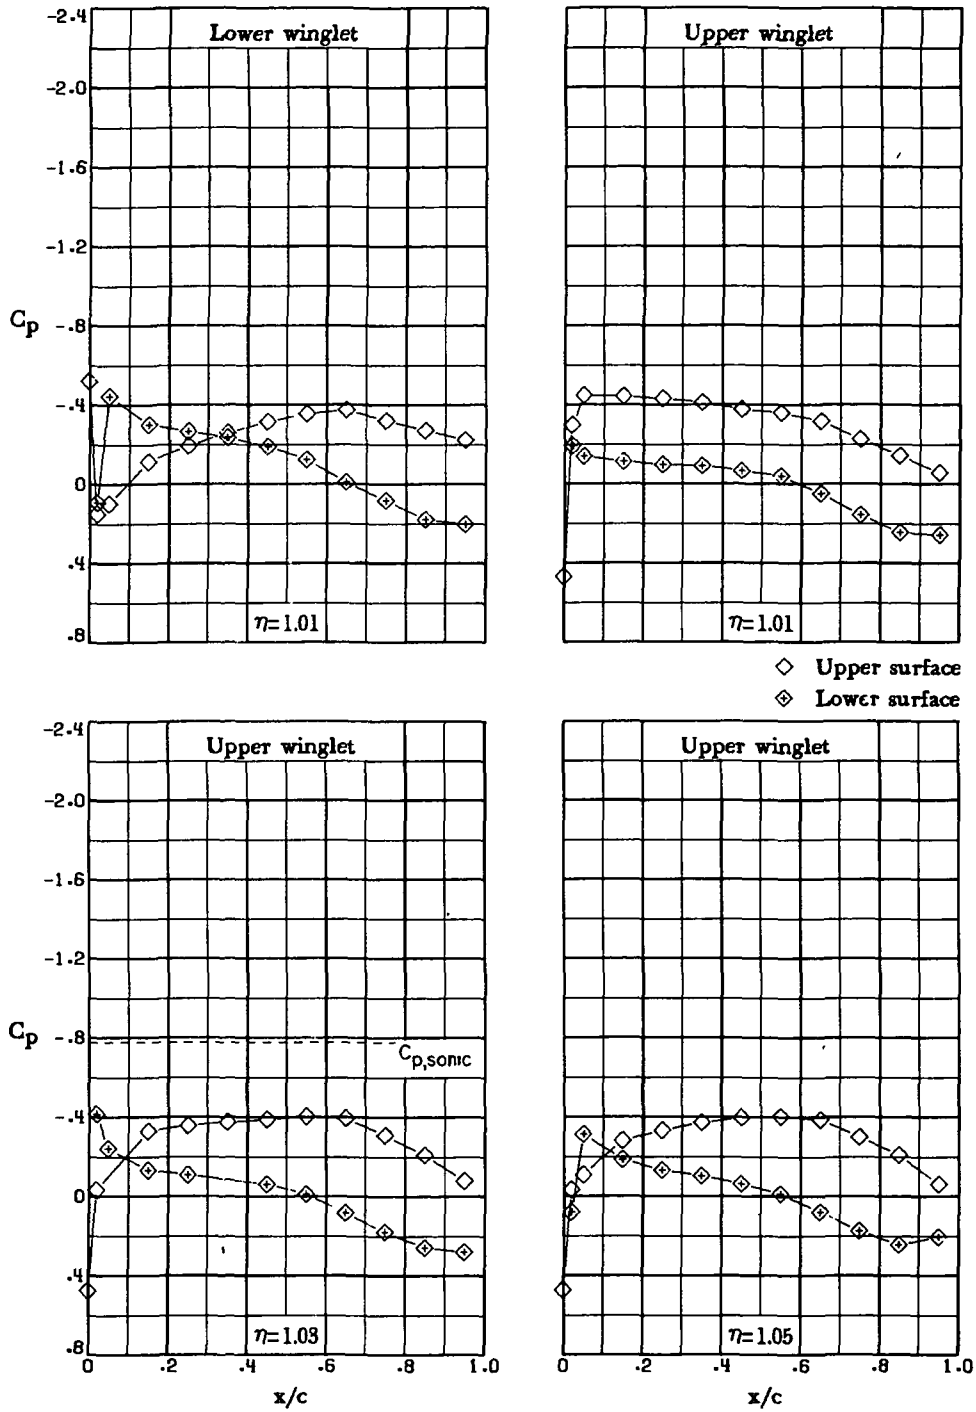 Lower winglet
-2.4
-2.0
-1.6
-1.2
Cp -.8
-.4
0
.4
.8
η=1.01
Upper winglet
η=1.01
Upper surface
Lower surface
Upper winglet
-2.4
-2.0
-1.6
-1.2
Cp -.8
-.4
0
.4
.8
Cp,sonic
η=1.03
0 .2 .4 .6 .8 1.0
x/c
Upper winglet
η=1.05
0 .2 .4 .6 .8 1.0
x/c